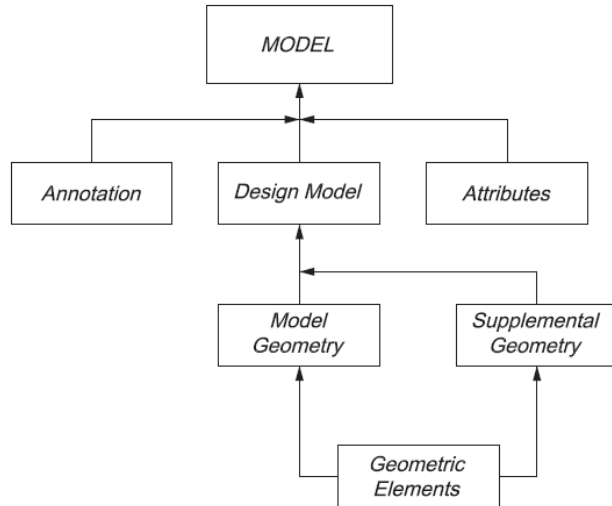 MODEL
Annotation
Design Model
Attributes
Model
Geometry
Supplemental
Geometry
Geometric
Elements